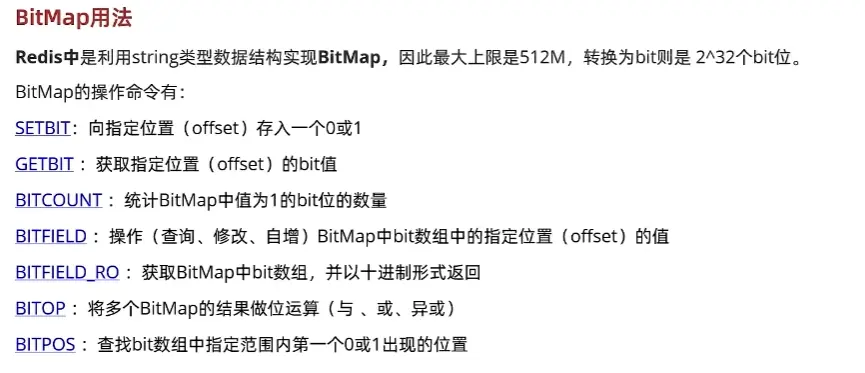 BitMap用法
Redis中是利用string类型数据结构实现BitMap，因此最大上限是512M，转换为bit则是 2^32个bit位。
BitMap的操作命令有：
SETBIT：向指定位置（offset）存入一个0或1
GETBIT ：获取指定位置（offset）的bit值
BITCOUNT ：统计BitMap中值为1的bit位的数量
BITFIELD ：操作（查询、修改、自增）BitMap中bit数组中的指定位置（offset）的值
BITFIELD_RO ：获取BitMap中bit数组，并以十进制形式返回
BITOP ：将多个BitMap的结果做位运算（与 、或、异或）
BITPOS ：查找bit数组中指定范围内第一个0或1出现的位置